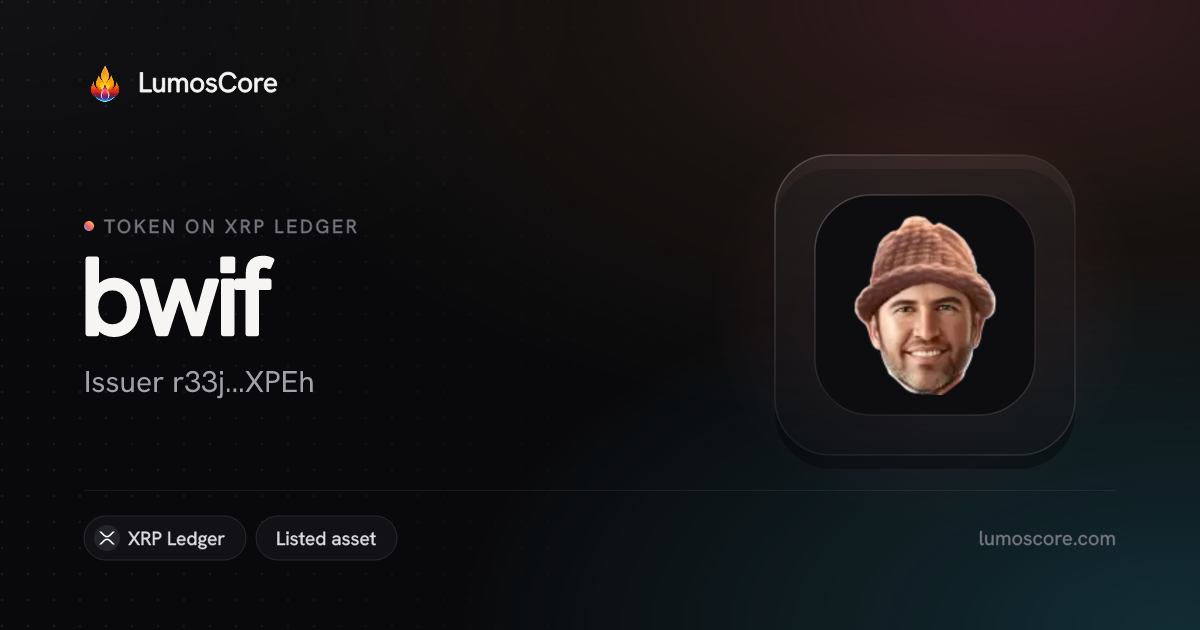 LumosCore
TOKEN ON XRP LEDGER
bwif
Issuer r33j...XPEh
XRP Ledger
Listed asset
lumoscore.com